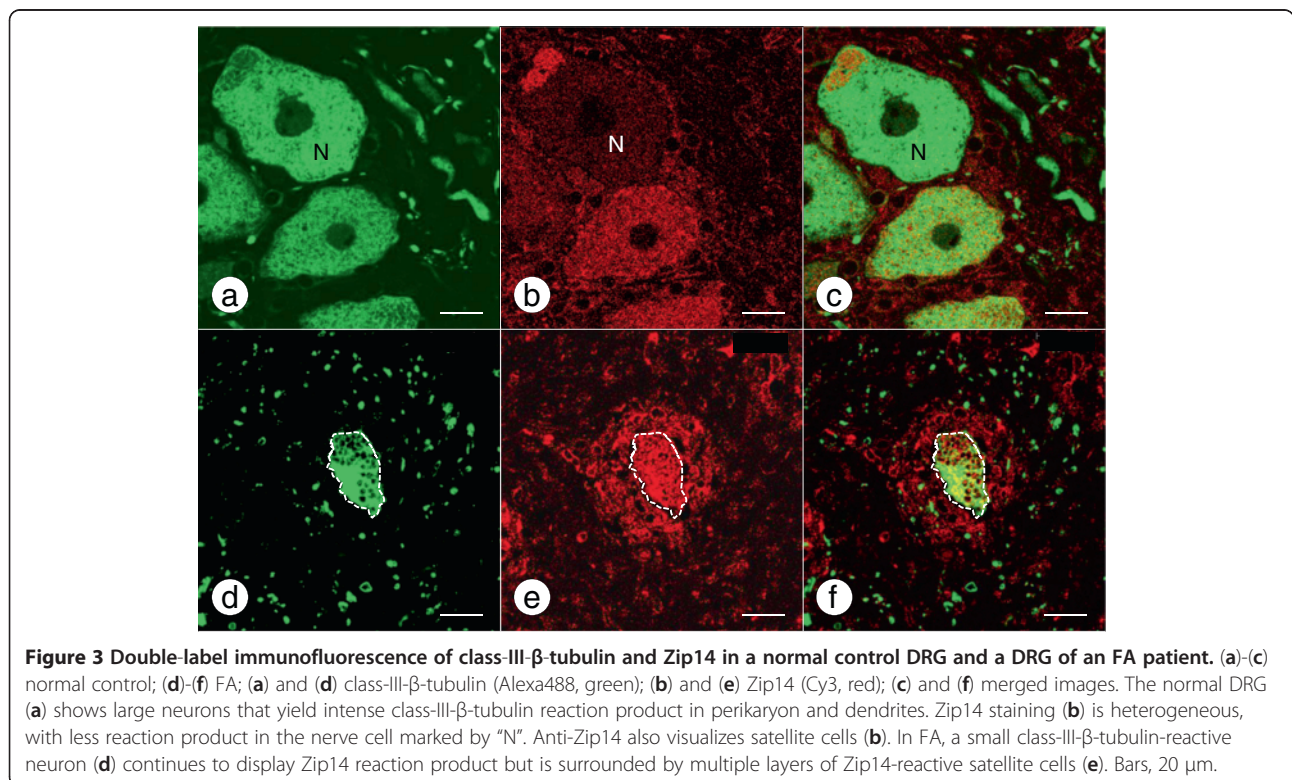 N
N
N
a
b
c
d
e
f
Figure 3 Double-label immunofluorescence of class-III-β-tubulin and Zip14 in a normal control DRG and a DRG of an FA patient. (a)-(c)
normal control; (d)-(f) FA; (a) and (d) class-III-β-tubulin (Alexa488, green); (b) and (e) Zip14 (Cy3, red); (c) and (f) merged images. The normal DRG
(a) shows large neurons that yield intense class-III-β-tubulin reaction product in perikaryon and dendrites. Zip14 staining (b) is heterogeneous,
with less reaction product in the nerve cell marked by “N”. Anti-Zip14 also visualizes satellite cells (b). In FA, a small class-III-β-tubulin-reactive
neuron (d) continues to display Zip14 reaction product but is surrounded by multiple layers of Zip14-reactive satellite cells (e). Bars, 20 μm.